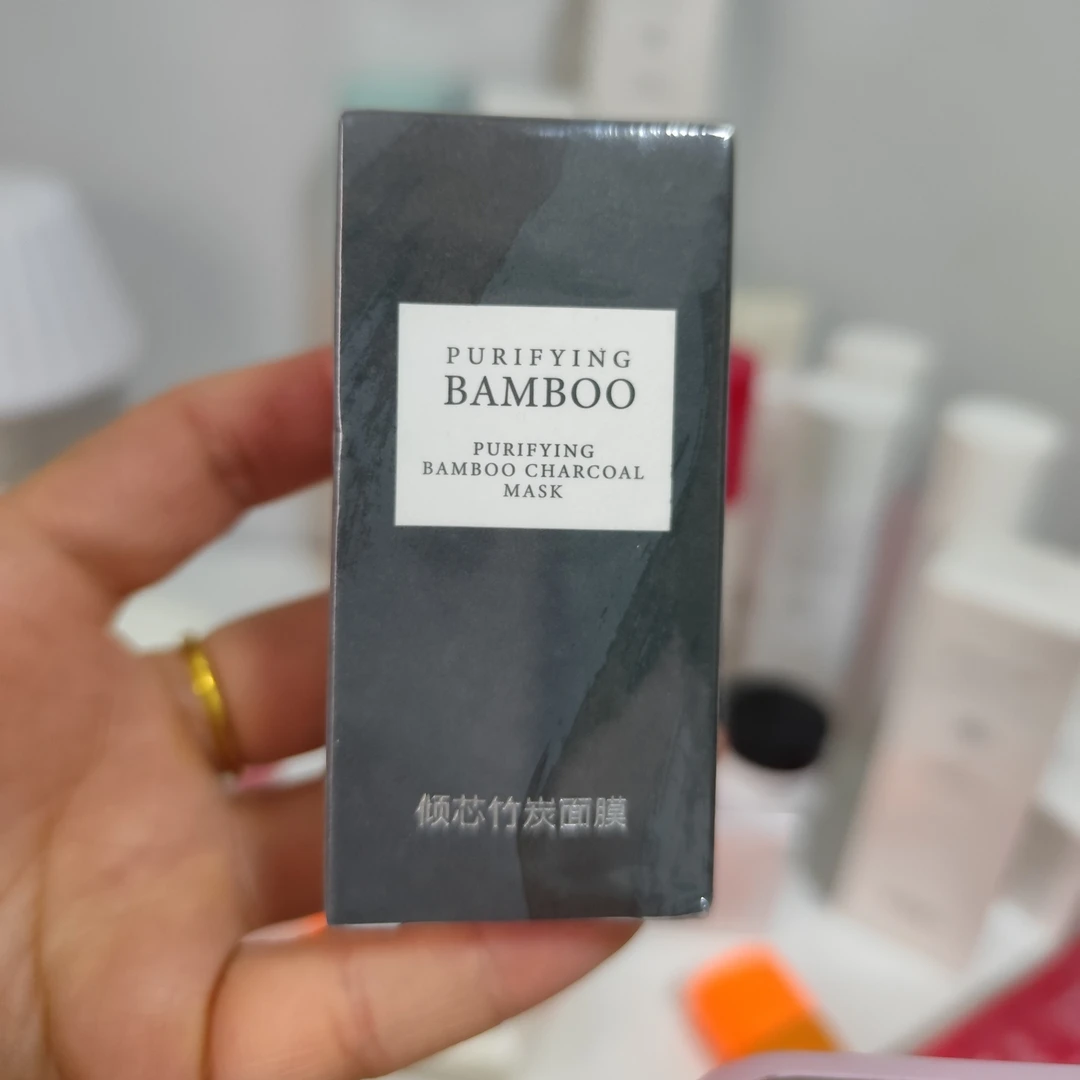 PURIFYING
BAMBOO
PURIFYING
BAMBOO CHARCOAL
MASK
倾芯竹炭面膜